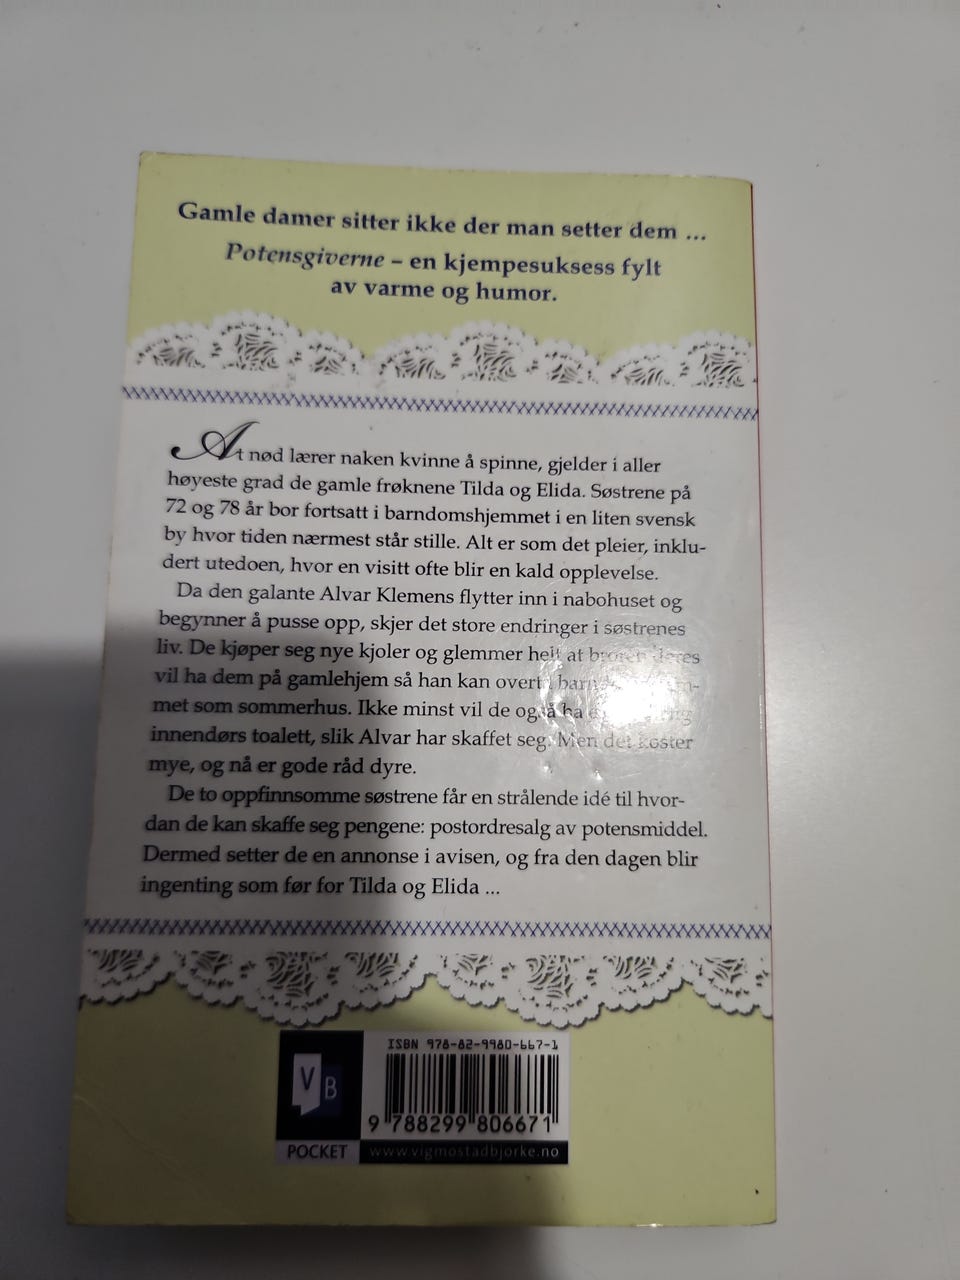 Gamle damer sitter ikke der man setter dem ...
Potensgiverne – en kjempesuksess fylt
av varme og humor.
At nød lærer naken kvinne å spinne, gjelder i aller
høyeste grad de gamle frøknene Tilda og Elida. Søstrene på
72 og 78 år bor fortsatt i barndomshjemmet i en liten svensk
by hvor tiden nærmest står stille. Alt er som det pleier, inklu-
dert utedoen, hvor en visitt ofte blir en kald opplevelse.
Da den galante Alvar Klemens flytter inn i nabohuset og
begynner å pusse opp, skjer det store endringer i søstrenes
liv. De kjøper seg nye kjoler og glemmer helt at broren deres
vil ha dem på gamlehjem så han kan
met som sommerhus. Ikke minst vil de også ha
innendørs toalett, slik Alvar har skaffet seg. Men det koster
mye, og nå er gode råd dyre.
De to oppfinnsomme søstrene får en strålende idé til hvor-
dan de kan skaffe seg pengene: postordresalg av potensmiddel.
Dermed setter de en annonse i avisen, og fra den dagen blir
ingenting som før for Tilda og Elida ...
ISBN 978-82-9980-667-1
VB
9 788299 806671
POCKET www.vigmostadbjorke.no